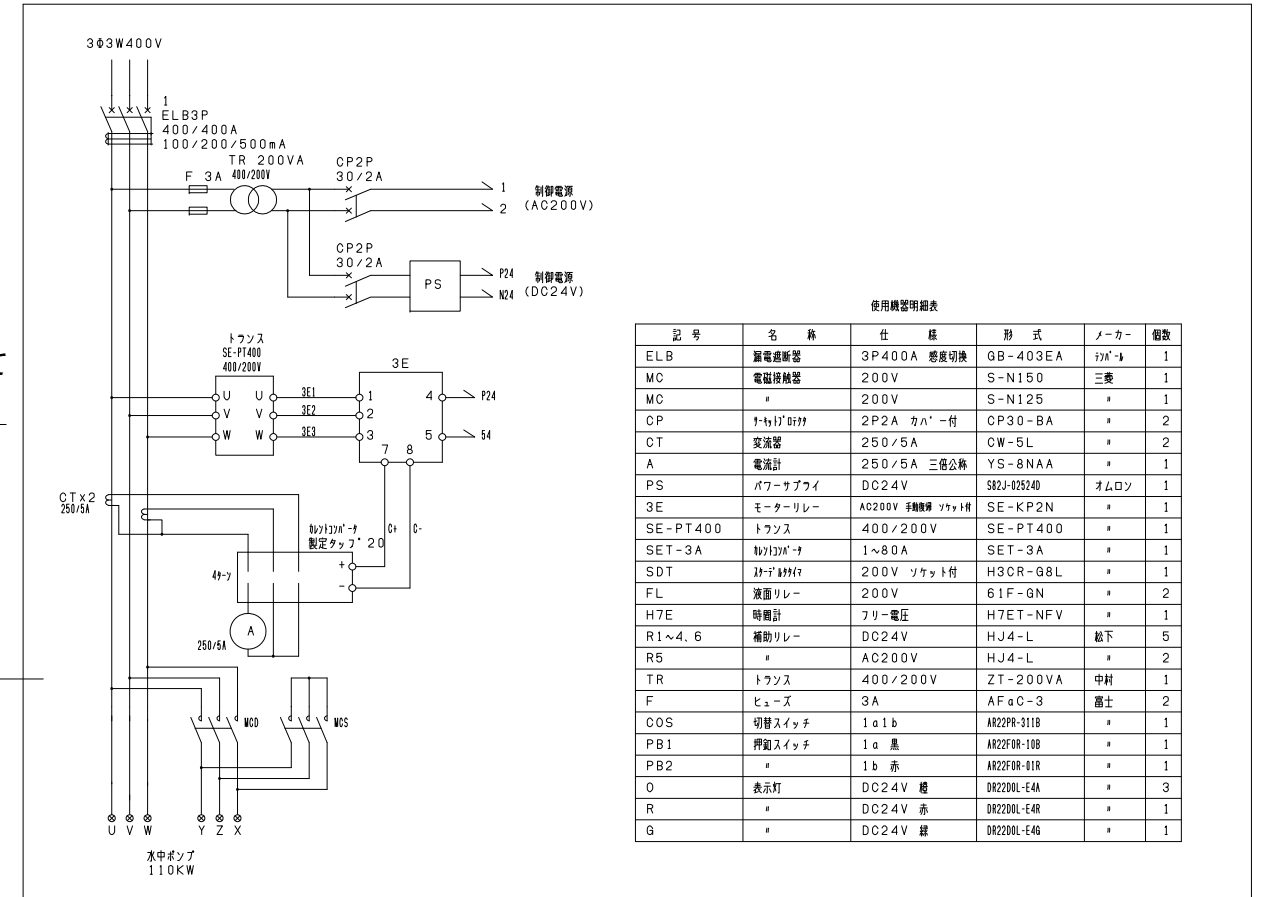 3Φ3W400V
1
ELB3P
400/400A
100/200/500mA
TR 200VA
400/200V
F 3A
CP2P
30/2A
1
2
制御電源
(AC200V)
CP2P
30/2A
PS
P24
N24
制御電源
(DC24V)
トランス
SE-PT400
400/200V
U U
V V
W W
3E1
3E2
3E3
3E
1 4
2
3 5
7 8
P24
54
CTx2
250/5A
カレントコンバータ
製定タップ 20
C+
C-
4ターン
+
-
A
250/5A
MCD
MCS
U V W Y Z X
水中ポンプ
110KW
使用機器明細表
記 号 名 称 仕 様 形 式 メーカー 個数
ELB 漏電遮断器 3P400A 感度切換 GB-403EA テンパール 1
MC 電磁接触器 200V S-N150 三菱 1
MC 〃 200V S-N125 〃 1
CP サーキットプロテクタ 2P2A カバー付 CP30-BA 〃 2
CT 変流器 250/5A CW-5L 〃 2
A 電流計 250/5A 三倍公称 YS-8NAA 〃 1
PS パワーサプライ DC24V S82J-02524D オムロン 1
3E モーターリレー AC200V 手動復帰 ソケット付 SE-KP2N 〃 1
SE-PT400 トランス 400/200V SE-PT400 〃 1
SET-3A カレントコンバータ 1~80A SET-3A 〃 1
SDT スターデルタタイマ 200V ソケット付 H3CR-G8L 〃 1
FL 液面リレー 200V 61F-GN 〃 2
H7E 時間計 フリー電圧 H7ET-NFV 〃 1
R1~4、6 補助リレー DC24V HJ4-L 松下 5
R5 〃 AC200V HJ4-L 〃 2
TR トランス 400/200V ZT-200VA 中村 1
F ヒューズ 3A AFaC-3 富士 2
COS 切替スイッチ 1a1b AR22PR-311B 〃 1
PB1 押釦スイッチ 1a 黒 AR22F0R-10B 〃 1
PB2 〃 1b 赤 AR22F0R-01R 〃 1
O 表示灯 DC24V 橙 DR22D0L-E4A 〃 3
R 〃 DC24V 赤 DR22D0L-E4R 〃 1
G 〃 DC24V 緑 DR22D0L-E4G 〃 1